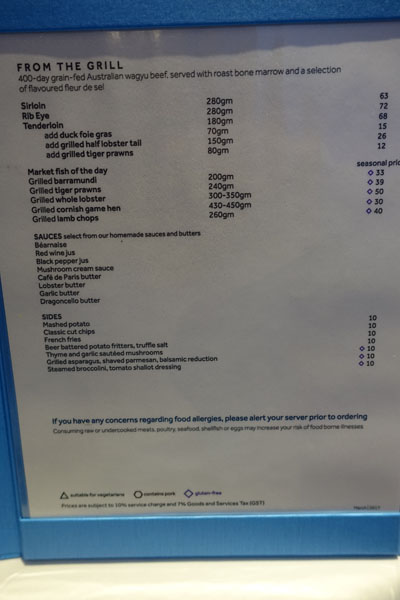 FROM THE GRILL
400-day grain-fed Australian wagyu beef, served with roast bone marrow and a selection
of flavoured fleur de sel
Sirloin 280gm 63
Rib Eye 280gm 72
Tenderloin 180gm 68
add duck foie gras 70gm 15
add grilled half lobster tail 150gm 26
add grilled tiger prawns 80gm 12
Market fish of the day seasonal pric
Grilled barramundi 200gm 33
Grilled tiger prawns 240gm 39
Grilled whole lobster 300-350gm 50
Grilled cornish game hen 430-450gm 30
Grilled lamb chops 260gm 40
SAUCES select from our homemade sauces and butters
Béarnaise
Red wine jus
Black pepper jus
Mushroom cream sauce
Café de Paris butter
Lobster butter
Garlic butter
Dragoncello butter
SIDES
Mashed potato 10
Classic cut chips 10
French fries 10
Beer battered potato fritters, truffle salt 10
Thyme and garlic sautéed mushrooms 10
Grilled asparagus, shaved parmesan, balsamic reduction 10
Steamed broccolini, tomato shallot dressing 10
If you have any concerns regarding food allergies, please alert your server prior to ordering
Consuming raw or undercooked meats, poultry, seafood, shellfish or eggs may increase your risk of food borne illnesses
suitable for vegetarians contains pork gluten-free
Prices are subject to 10% service charge and 7% Goods and Services Tax (GST)